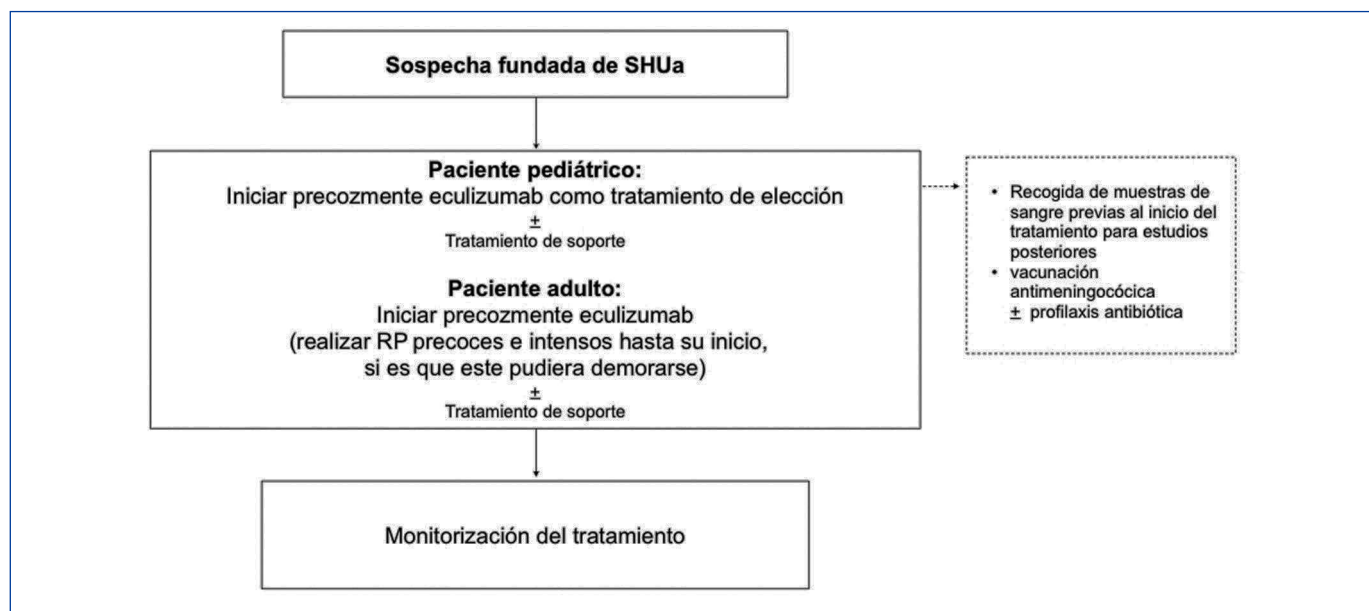 Sospecha fundada de SHUa
Paciente pediátrico:
Iniciar precozmente eculizumab como tratamiento de elección
±
Tratamiento de soporte
Paciente adulto:
Iniciar precozmente eculizumab
(realizar RP precoces e intensos hasta su inicio,
si es que este pudiera demorarse)
±
Tratamiento de soporte
• Recogida de muestras de
sangre previas al inicio del
tratamiento para estudios
posteriores
• vacunación
antimeningocócica
± profilaxis antibiótica
Monitorización del tratamiento